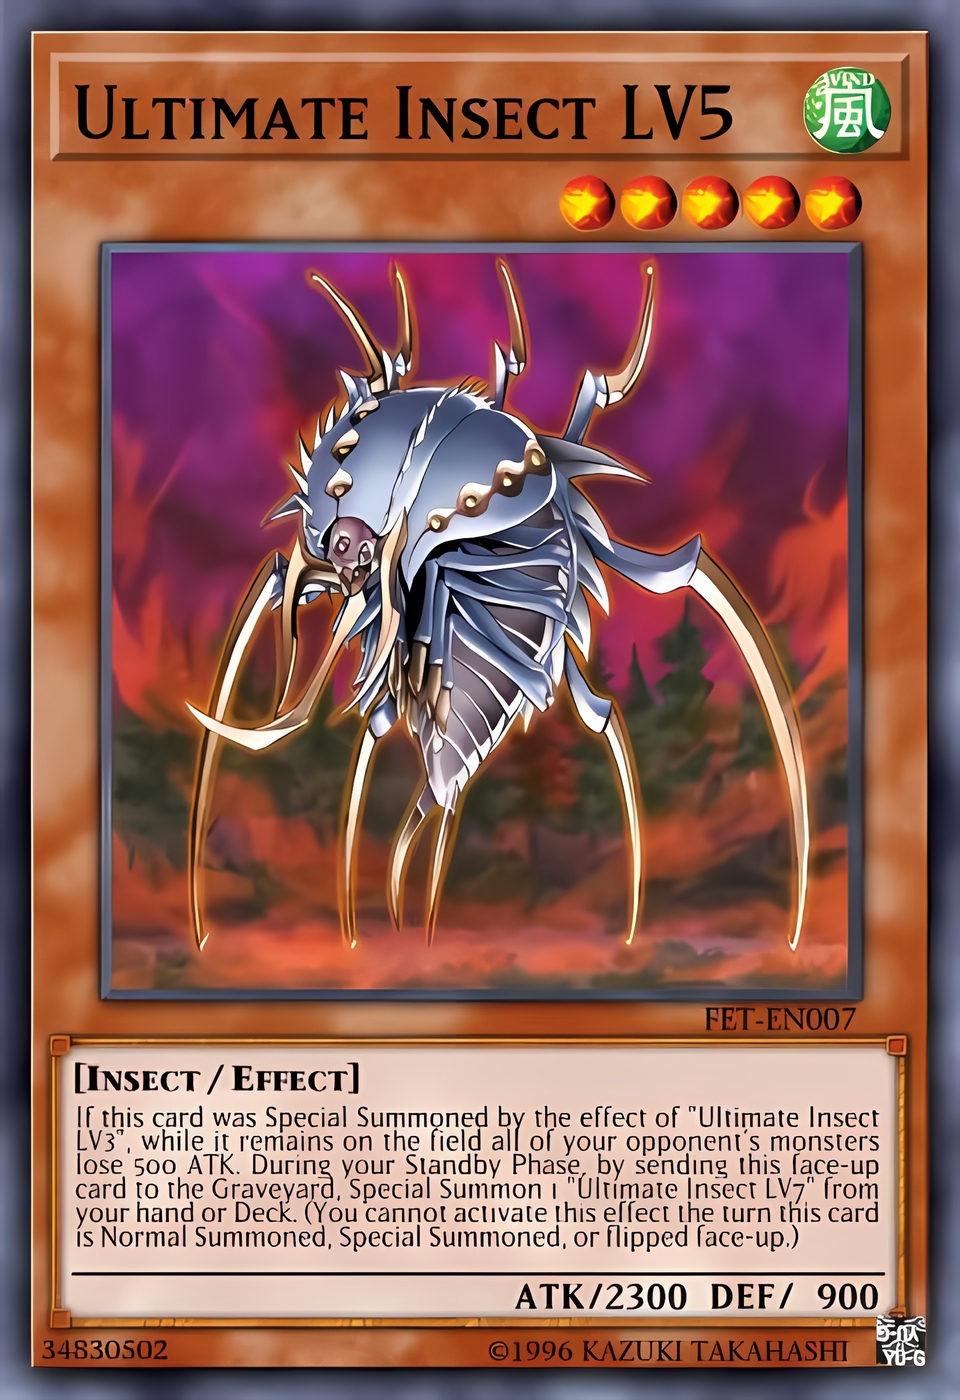 ULTIMATE INSECT LV5
WIND
風
FET-EN007
[INSECT / EFFECT]
If this card was Special Summoned by the effect of "Ultimate Insect
LV3", while it remains on the field all of your opponent's monsters
lose 500 ATK. During your Standby Phase, by sending this face-up
card to the Graveyard, Special Summon 1 "Ultimate Insect LV7" from
your hand or Deck. (You cannot activate this effect the turn this card
is Normal Summoned, Special Summoned, or flipped face-up.)
ATK/2300 DEF/ 900
34830502
©1996 KAZUKI TAKAHASHI